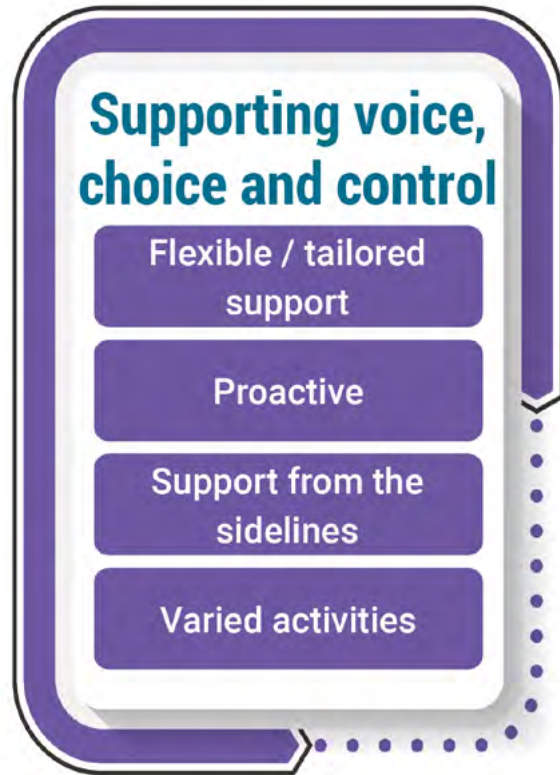 Supporting voice,
choice and control
Flexible / tailored
support
Proactive
Support from the
sidelines
Varied activities